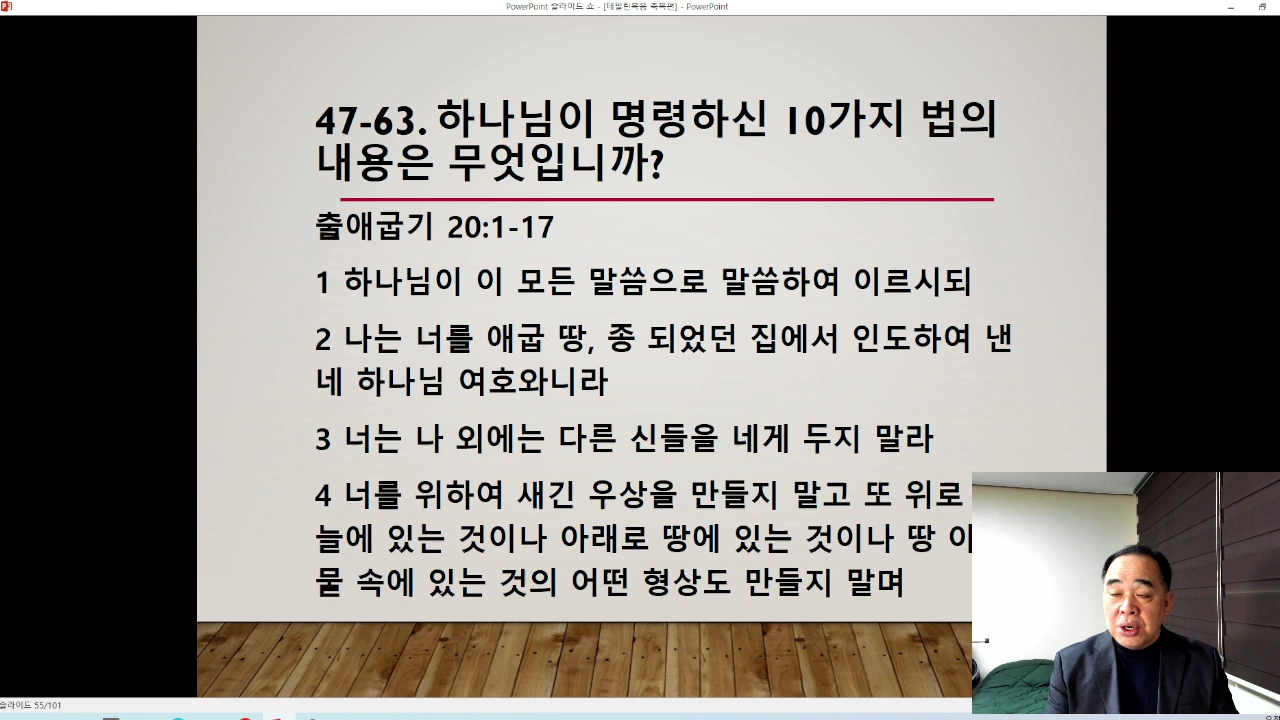 PowerPoint 슬라이드 쇼 - [테필린복음 축복편] - PowerPoint
47-63. 하나님이 명령하신 10가지 법의
내용은 무엇입니까?
출애굽기 20:1-17
1 하나님이 이 모든 말씀으로 말씀하여 이르시되
2 나는 너를 애굽 땅, 종 되었던 집에서 인도하여 낸
네 하나님 여호와니라
3 너는 나 외에는 다른 신들을 네게 두지 말라
4 너를 위하여 새긴 우상을 만들지 말고 또 위로
늘에 있는 것이나 아래로 땅에 있는 것이나 땅 아
물 속에 있는 것의 어떤 형상도 만들지 말며
슬라이드 55/101